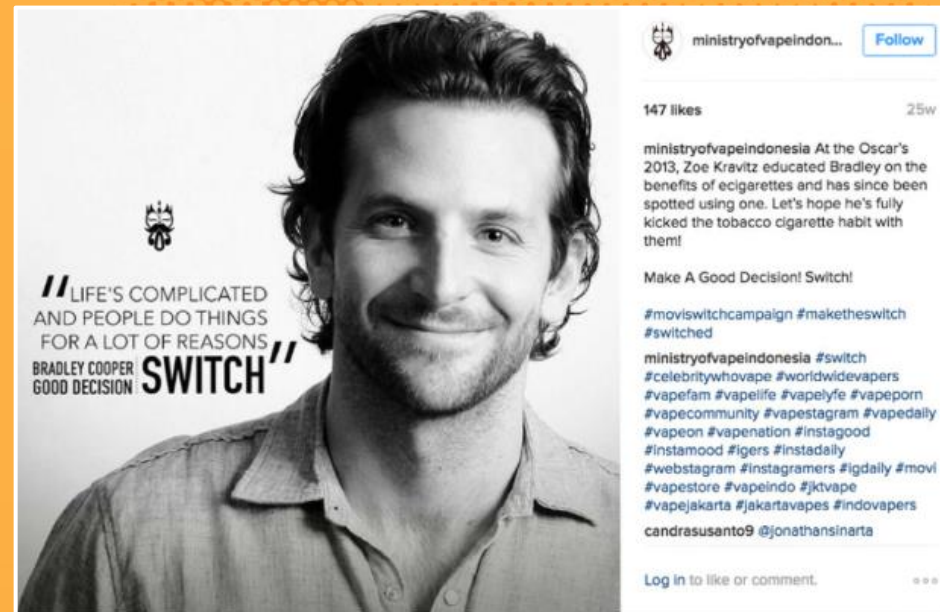 “LIFE'S COMPLICATED
AND PEOPLE DO THINGS
FOR A LOT OF REASONS
BRADLEY COOPER
GOOD DECISION
SWITCH”
ministryofvapeindon...
Follow
147 likes
25w
ministryofvapeindonesia At the Oscar's
2013, Zoe Kravitz educated Bradley on the
benefits of ecigarettes and has since been
spotted using one. Let's hope he's fully
kicked the tobacco cigarette habit with
them!
Make A Good Decision! Switch!
#moviswitchcampaign #maketheswitch
#switched
ministryofvapeindonesia #switch
#celebritywhovape #worldwidevapers
#vapefam #vapelife #vapelyfe #vapeporn
#vapecommunity #vapestagram #vapedaily
#vapeon #vapenation #instagood
#instamood #igers #instadaily
#webstagram #instagramers #igdaily #movi
#vapestore #vapeindo #jktvape
#vapejakarta #jakartavapes #indovapers
candrasusanto9 @jonathansinarta
Log in to like or comment.